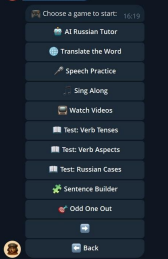 Choose a game to start:
16:19
AI Russian Tutor
Translate the Word
Speech Practice
Sing Along
Watch Videos
Test: Verb Tenses
Test: Verb Aspects
Test: Russian Cases
Sentence Builder
Odd One Out
Back